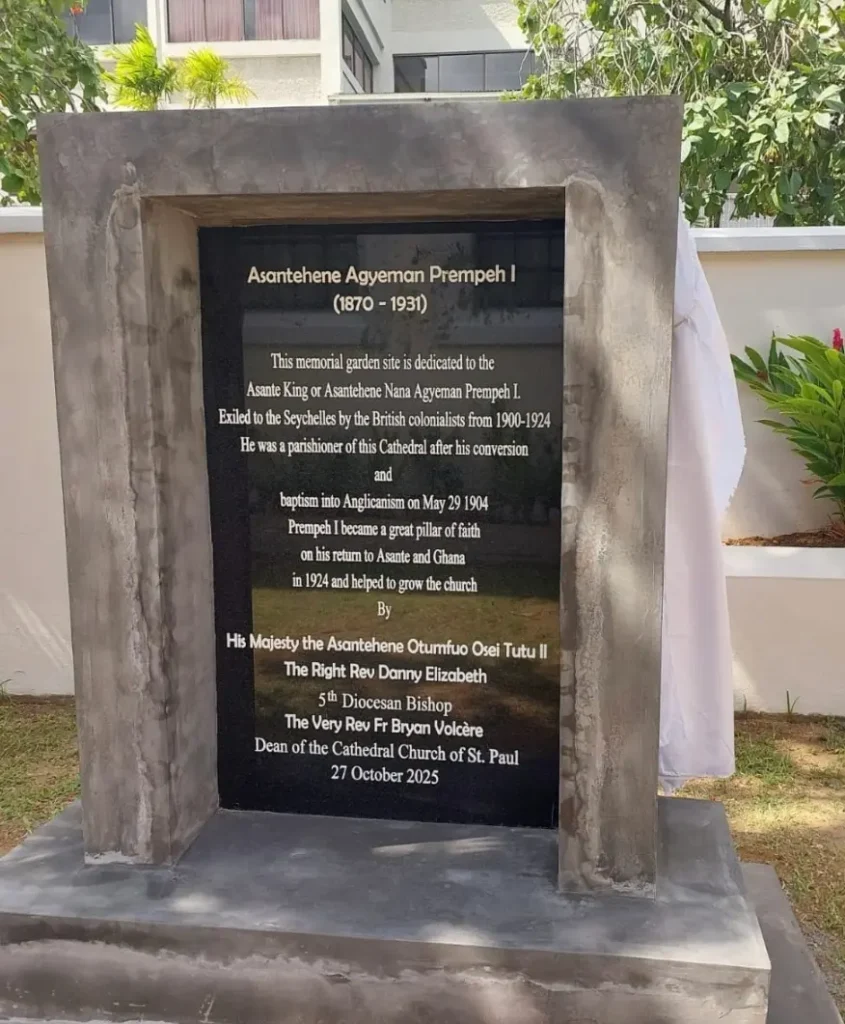 Asantehene Agyeman Prempeh I
(1870 - 1931)
This memorial garden site is dedicated to the
Asante King or Asantehene Nana Agyeman Prempeh I.
Exiled to the Seychelles by the British colonialists from 1900-1924
He was a parishioner of this Cathedral after his conversion
and
baptism into Anglicanism on May 29 1904
Prempeh I became a great pillar of faith
on his return to Asante and Ghana
in 1924 and helped to grow the church
By
His Majesty the Asantehene Otumfuo Osei Tutu II
The Right Rev Danny Elizabeth
5th Diocesan Bishop
The Very Rev Fr Bryan Volcère
Dean of the Cathedral Church of St. Paul
27 October 2025